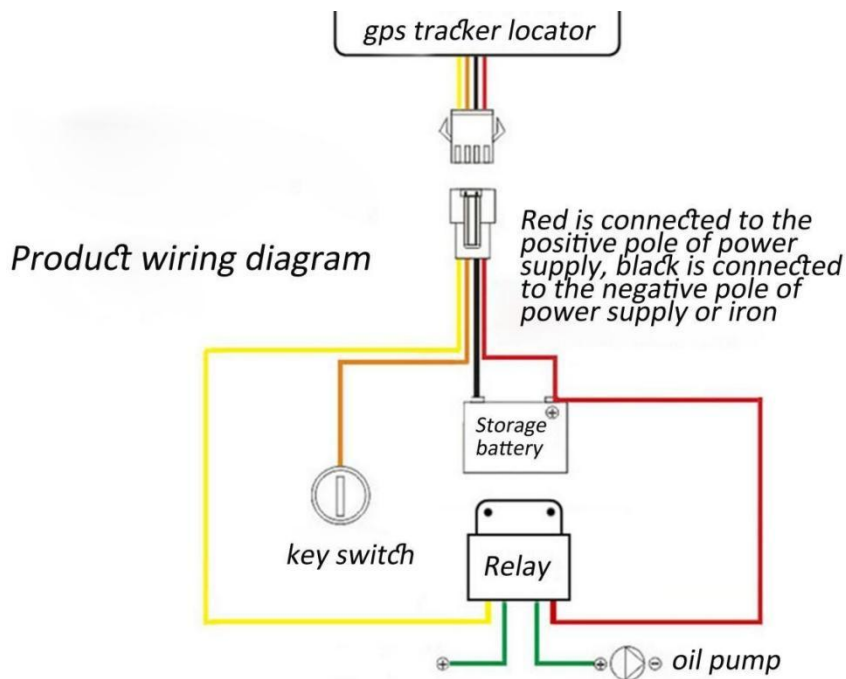 gps tracker locator
Product wiring diagram
Red is connected to the
positive pole of power
supply, black is connected
to the negative pole of
power supply or iron
Storage
battery
key switch
Relay
oil pump